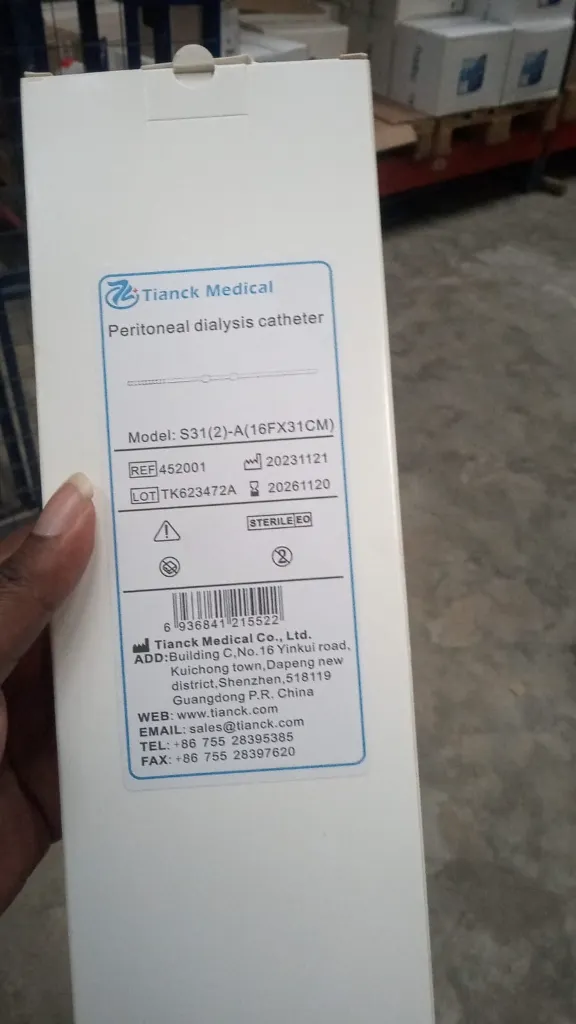 Tianck Medical
Peritoneal dialysis catheter
Model: S31(2)-A(16FX31CM)
REF 452001 20231121
LOT TK623472A 20261120
STERILE EO
2
6 936841 215522
Tianck Medical Co., Ltd.
ADD:Building C,No.16 Yinkui road,
Kuichong town,Dapeng new
district,Shenzhen,518119
Guangdong P.R. China
WEB: www.tianck.com
EMAIL: sales@tianck.com
TEL: +86 755 28395385
FAX: +86 755 28397620